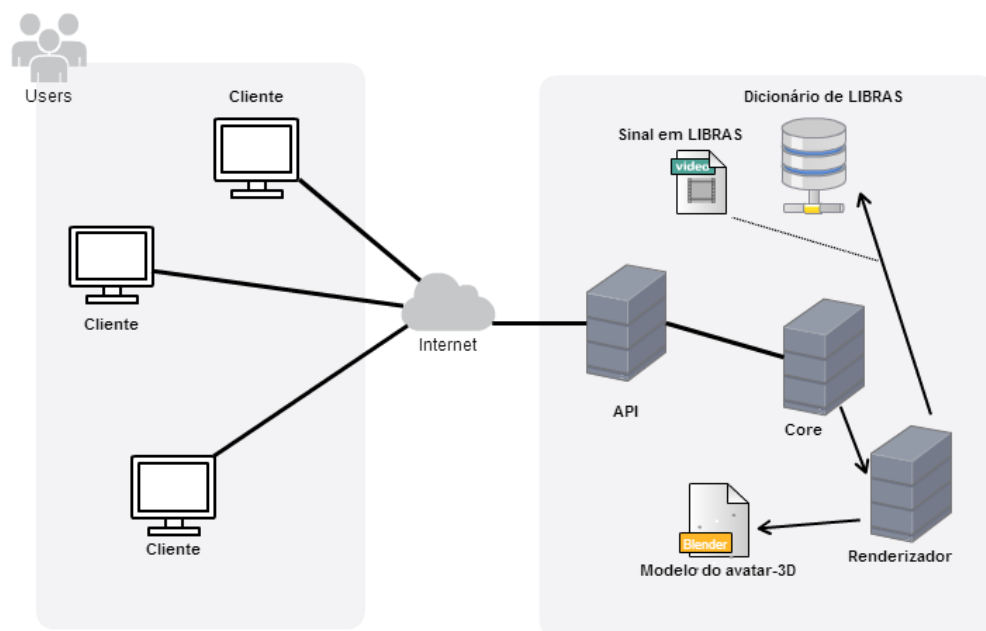 Users
Cliente
Cliente
Cliente
Internet
Dicionário de LIBRAS
Sinal em LIBRAS
video
API
Core
Renderizador
Blender
Modelo do avatar-3D